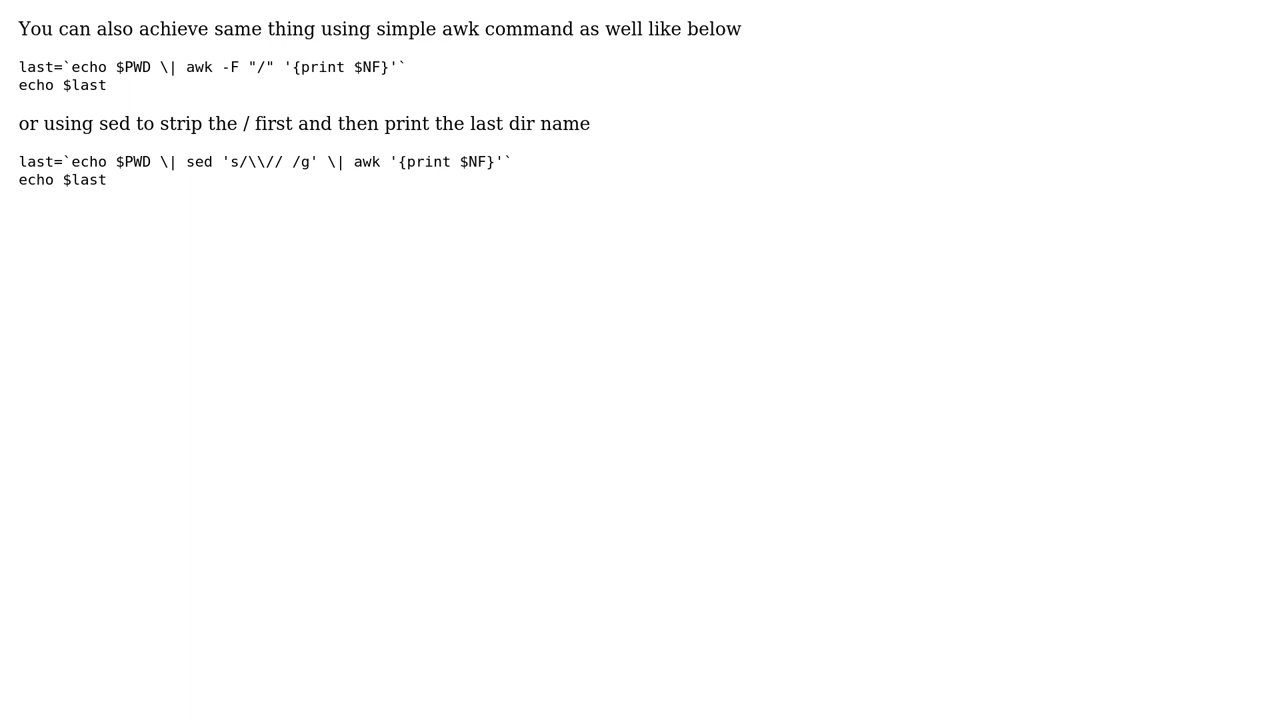 You can also achieve same thing using simple awk command as well like below
last=`echo $PWD \| awk -F "/" '{print $NF}'`
echo $last
or using sed to strip the / first and then print the last dir name
last=`echo $PWD \| sed 's/\\// /g' \| awk '{print $NF}'`
echo $last